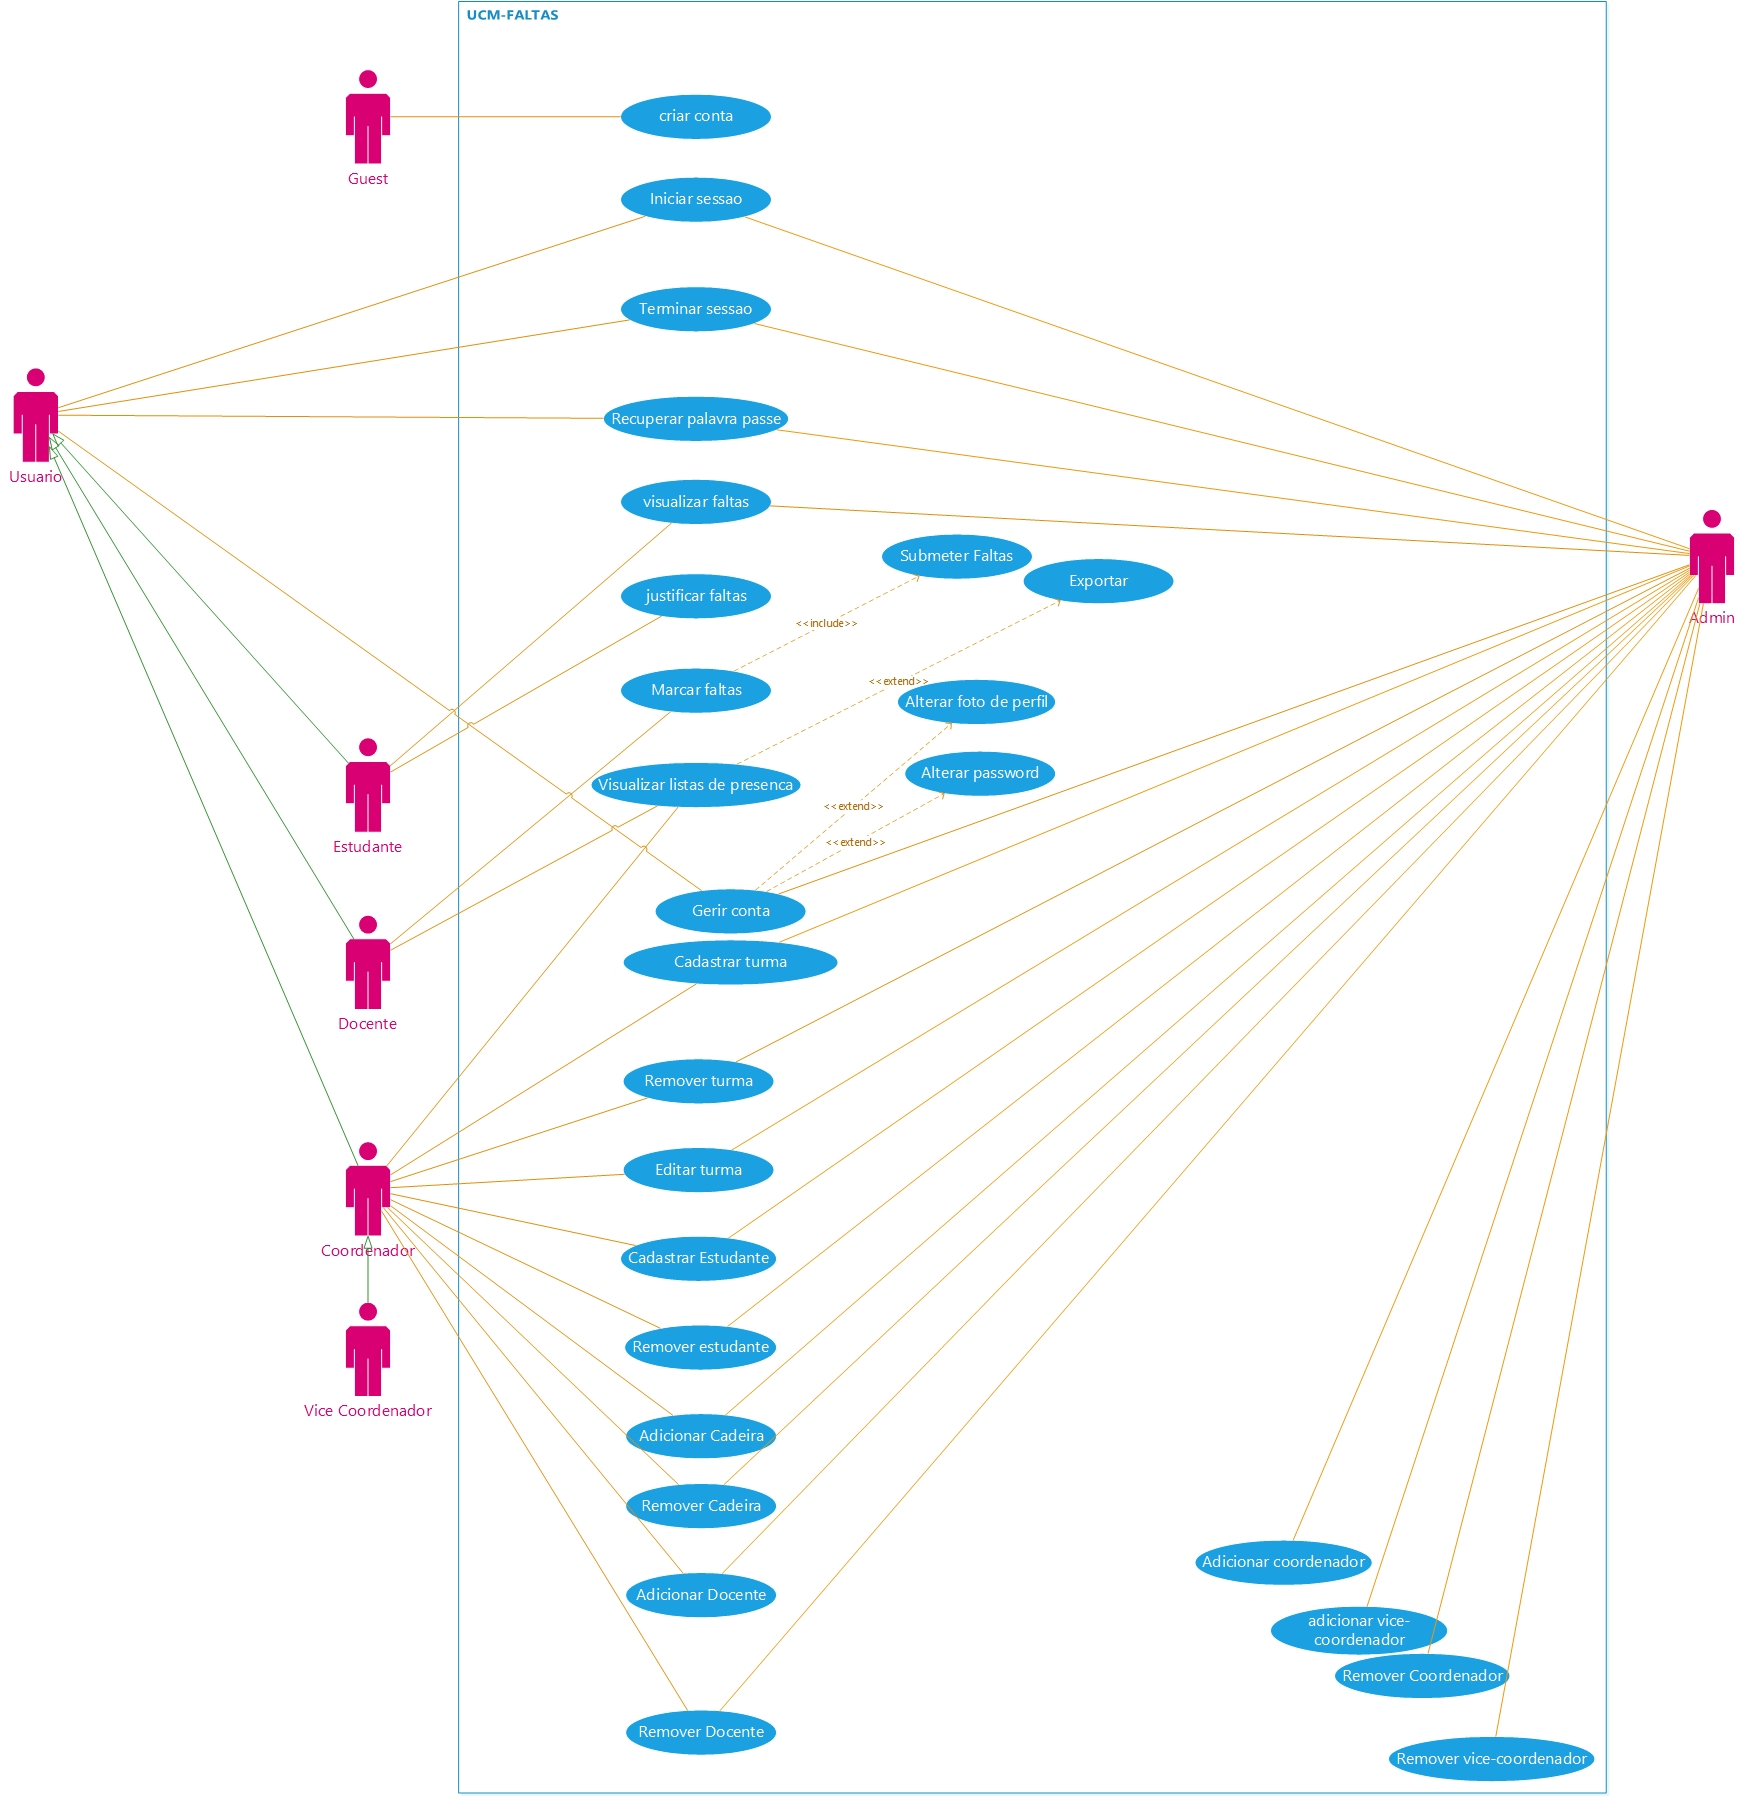 UCM-FALTAS
criar conta
Guest
Iniciar sessao
Terminar sessao
Recuperar palavra passe
Usuario
visualizar faltas
Submeter Faltas
Exportar
justificar faltas
Admin
<<include>>
<<extend>>
Marcar faltas
Alterar foto de perfil
Alterar password
Visualizar listas de presenca
<<extend>>
<<extend>>
Estudante
Gerir conta
Cadastrar turma
Docente
Remover turma
Editar turma
Coordenador
Cadastrar Estudante
Remover estudante
Vice Coordenador
Adicionar Cadeira
Remover Cadeira
Adicionar coordenador
Adicionar Docente
adicionar vice-
coordenador
Remover Coordenador
Remover Docente
Remover vice-coordenador